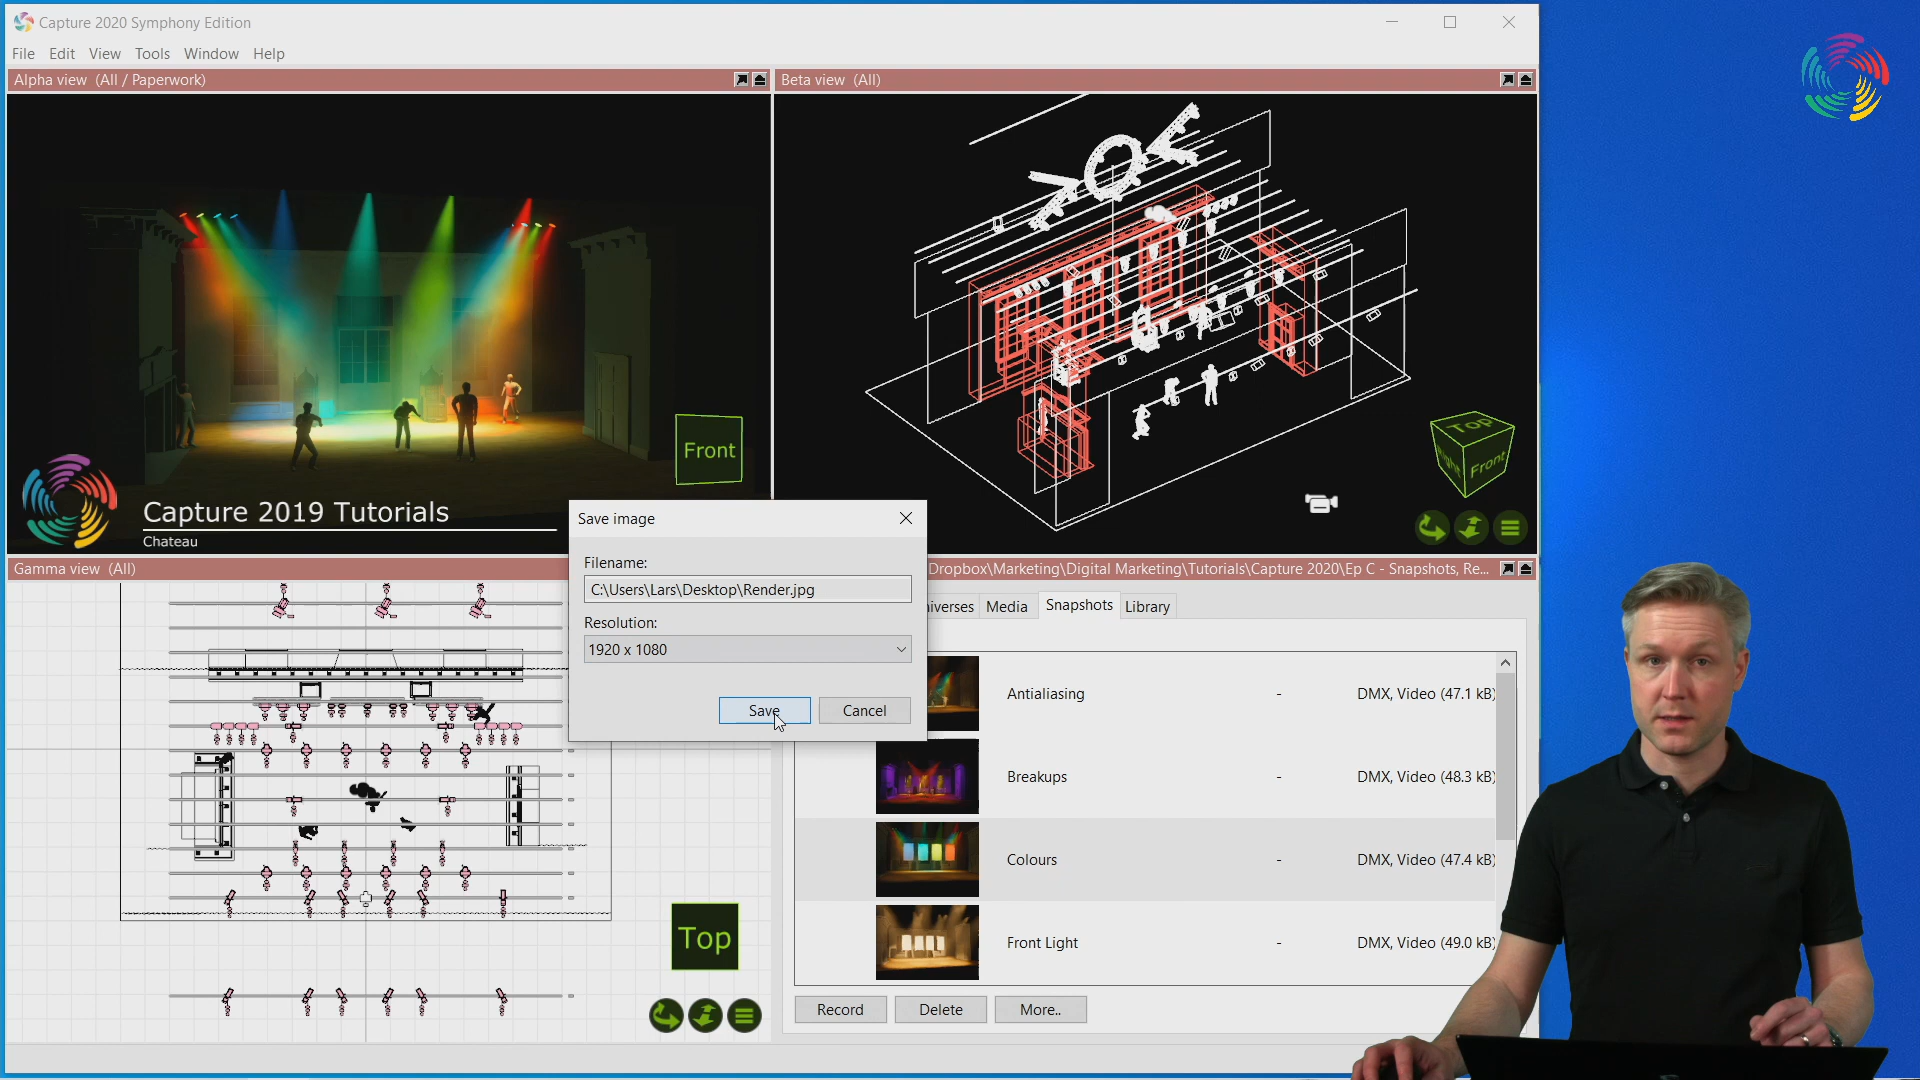 Capture 2020 Symphony Edition
File Edit View Tools Window Help
Alpha view (All / Paperwork)
Beta view (All)
Front
Top
Front
Capture 2019 Tutorials
Chateau
Gamma view (All)
Top
Save image
Filename:
C:\Users\Lars\Desktop\Render.jpg
Resolution:
1920 x 1080
Save Cancel
Dropbox\Marketing\Digital Marketing\Tutorials\Capture 2020\Ep C - Snapshots, Re...
Media Snapshots Library
Antialiasing - DMX, Video (47.1 kB)
Breakups - DMX, Video (48.3 kB)
Colours - DMX, Video (47.4 kB)
Front Light - DMX, Video (49.0 kB)
Record Delete More..